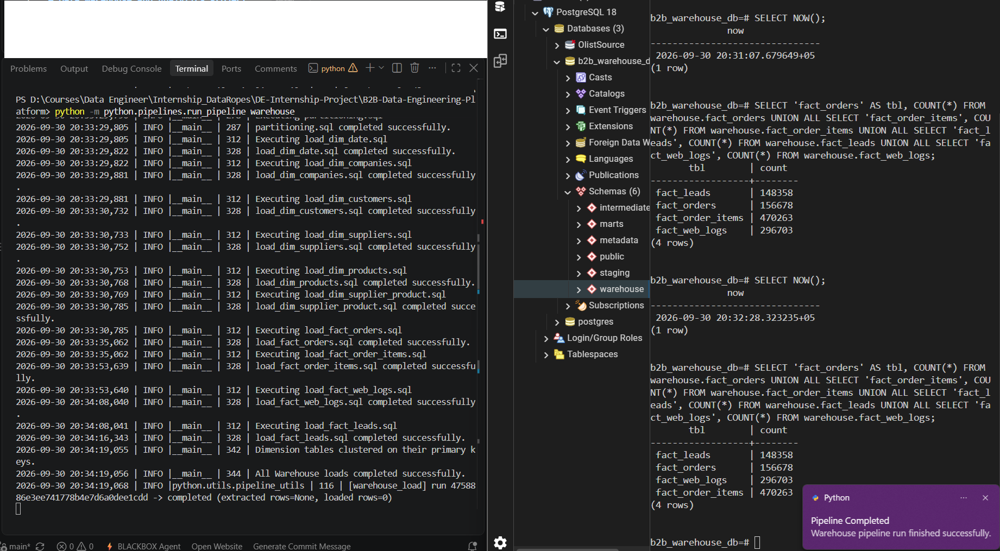 Problems Output Debug Console Terminal Ports Comments python
PS D:\Courses\Data Engineer\Internship_DataRopes\DE-Internship-Project\B2B-Data-Engineering-Pl
atform> python -m python.pipelines.run_pipeline warehouse
2026-09-30 20:33:29,805 | INFO |__main__ | 287 | partitioning.sql completed successfully.
2026-09-30 20:33:29,805 | INFO |__main__ | 312 | Executing load_dim_date.sql
2026-09-30 20:33:29,822 | INFO |__main__ | 328 | load_dim_date.sql completed successfully.
2026-09-30 20:33:29,822 | INFO |__main__ | 312 | Executing load_dim_companies.sql
2026-09-30 20:33:29,881 | INFO |__main__ | 328 | load_dim_companies.sql completed successfully
.
2026-09-30 20:33:29,881 | INFO |__main__ | 312 | Executing load_dim_customers.sql
2026-09-30 20:33:30,732 | INFO |__main__ | 328 | load_dim_customers.sql completed successfully
.
2026-09-30 20:33:30,733 | INFO |__main__ | 312 | Executing load_dim_suppliers.sql
2026-09-30 20:33:30,752 | INFO |__main__ | 328 | load_dim_suppliers.sql completed successfully
.
2026-09-30 20:33:30,753 | INFO |__main__ | 312 | Executing load_dim_products.sql
2026-09-30 20:33:30,768 | INFO |__main__ | 328 | load_dim_products.sql completed successfully.
2026-09-30 20:33:30,769 | INFO |__main__ | 312 | Executing load_dim_supplier_product.sql
2026-09-30 20:33:30,785 | INFO |__main__ | 328 | load_dim_supplier_product.sql completed succe
ssfully.
2026-09-30 20:33:30,785 | INFO |__main__ | 312 | Executing load_fact_orders.sql
2026-09-30 20:33:35,062 | INFO |__main__ | 328 | load_fact_orders.sql completed successfully.
2026-09-30 20:33:35,062 | INFO |__main__ | 312 | Executing load_fact_order_items.sql
2026-09-30 20:33:53,639 | INFO |__main__ | 328 | load_fact_order_items.sql completed successfu
lly.
2026-09-30 20:33:53,640 | INFO |__main__ | 312 | Executing load_fact_web_logs.sql
2026-09-30 20:34:08,040 | INFO |__main__ | 328 | load_fact_web_logs.sql completed successfully
.
2026-09-30 20:34:08,041 | INFO |__main__ | 312 | Executing load_fact_leads.sql
2026-09-30 20:34:16,343 | INFO |__main__ | 328 | load_fact_leads.sql completed successfully.
2026-09-30 20:34:19,055 | INFO |__main__ | 342 | Dimension tables clustered on their primary k
eys.
2026-09-30 20:34:19,056 | INFO |__main__ | 344 | All Warehouse loads completed successfully.
2026-09-30 20:34:19,068 | INFO |python.utils.pipeline_utils | 116 | [warehouse_load] run 47588
86e3ee741778b4e7d6a0dee1cdd -> completed (extracted rows=None, loaded rows=0)
main* 0 0 BLACKBOX Agent Open Website Generate Commit Message
PostgreSQL 18
Databases (3)
OlistSource
b2b_warehouse_d
Casts
Catalogs
Event Triggers
Extensions
Foreign Data W
Languages
Publications
Schemas (6)
intermediate
marts
metadata
public
staging
warehouse
Subscriptions
postgres
Login/Group Roles
Tablespaces
b2b_warehouse_db=# SELECT NOW();
now
-------------------------------
2026-09-30 20:31:07.679649+05
(1 row)
b2b_warehouse_db=# SELECT 'fact_orders' AS tbl, COUNT(*) FROM
warehouse.fact_orders UNION ALL SELECT 'fact_order_items', COU
NT(*) FROM warehouse.fact_order_items UNION ALL SELECT 'fact_l
eads', COUNT(*) FROM warehouse.fact_leads UNION ALL SELECT 'fa
ct_web_logs', COUNT(*) FROM warehouse.fact_web_logs;
tbl | count
------------------+--------
fact_leads | 148358
fact_orders | 156678
fact_order_items | 470263
fact_web_logs | 296703
(4 rows)
b2b_warehouse_db=# SELECT NOW();
now
-------------------------------
2026-09-30 20:32:28.323235+05
(1 row)
b2b_warehouse_db=# SELECT 'fact_orders' AS tbl, COUNT(*) FROM
warehouse.fact_orders UNION ALL SELECT 'fact_order_items', COU
NT(*) FROM warehouse.fact_order_items UNION ALL SELECT 'fact_l
eads', COUNT(*) FROM warehouse.fact_leads UNION ALL SELECT 'fa
ct_web_logs', COUNT(*) FROM warehouse.fact_web_logs;
tbl | count
------------------+--------
fact_leads | 148358
fact_orders | 156678
fact_web_logs | 296703
fact_order_items | 470263
(4 rows)
b2b_warehouse_db=#
Python
Pipeline Completed
Warehouse pipeline run finished successfully.